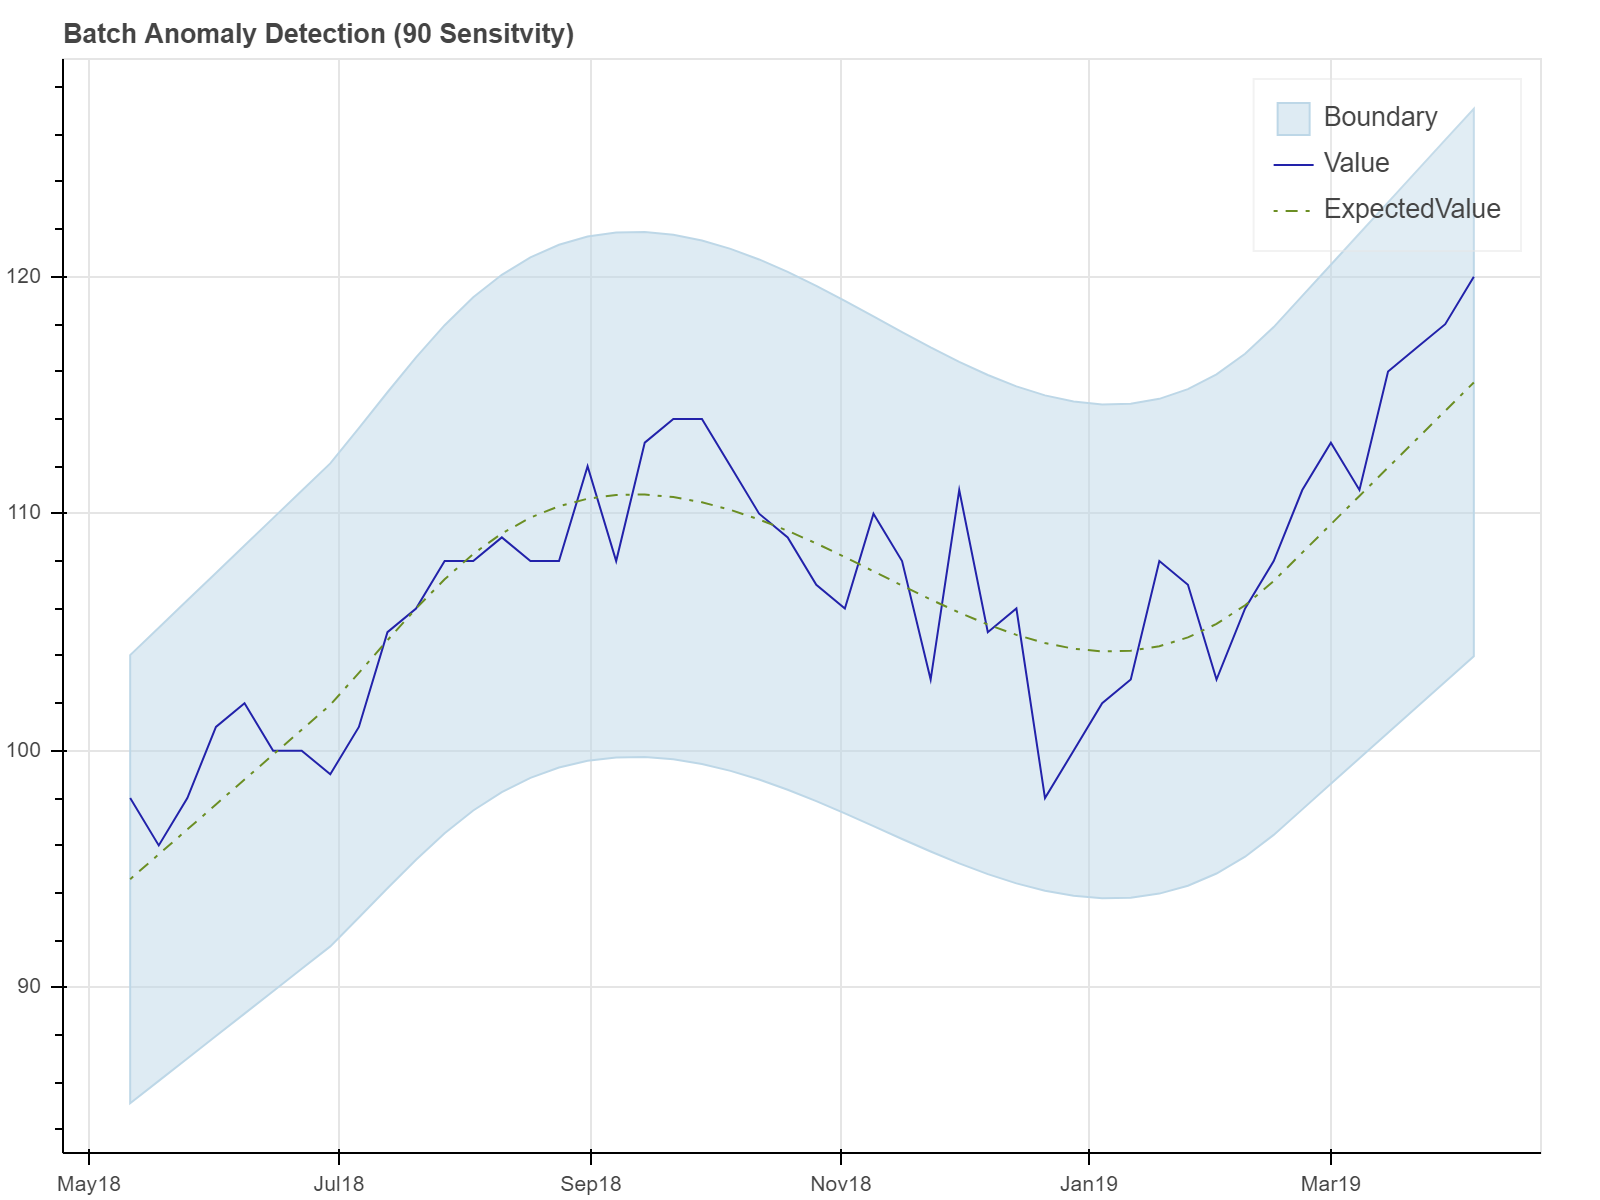 Batch Anomaly Detection (90 Sensitvity)
Boundary
Value
ExpectedValue
120
110
100
90
May18 Jul18 Sep18 Nov18 Jan19 Mar19